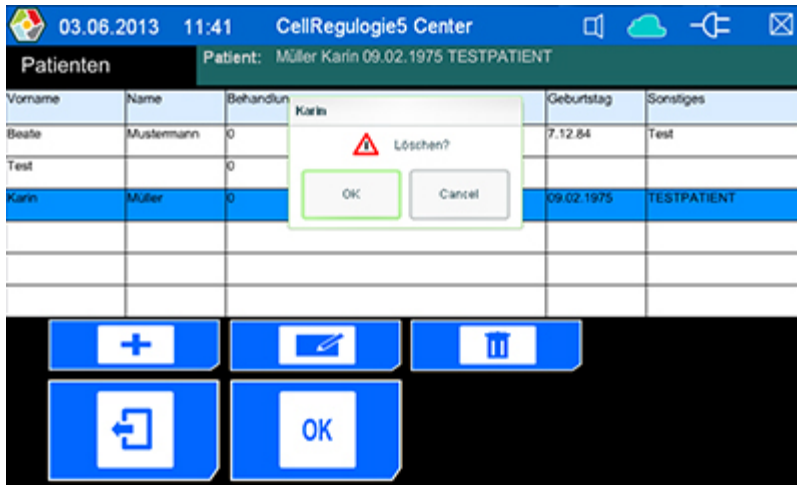 03.06.2013 11:41 CellRegulogie5 Center
Patienten
Patient: Müller Karin 09.02.1975 TESTPATIENT
Vorname Name Behandlun Geburtstag Sonstiges
Karin
Beate Mustermann 0 7.12.84 Test
Löschen?
Test 0
OK Cancel
Karin Müller 0 09.02.1975 TESTPATIENT
OK